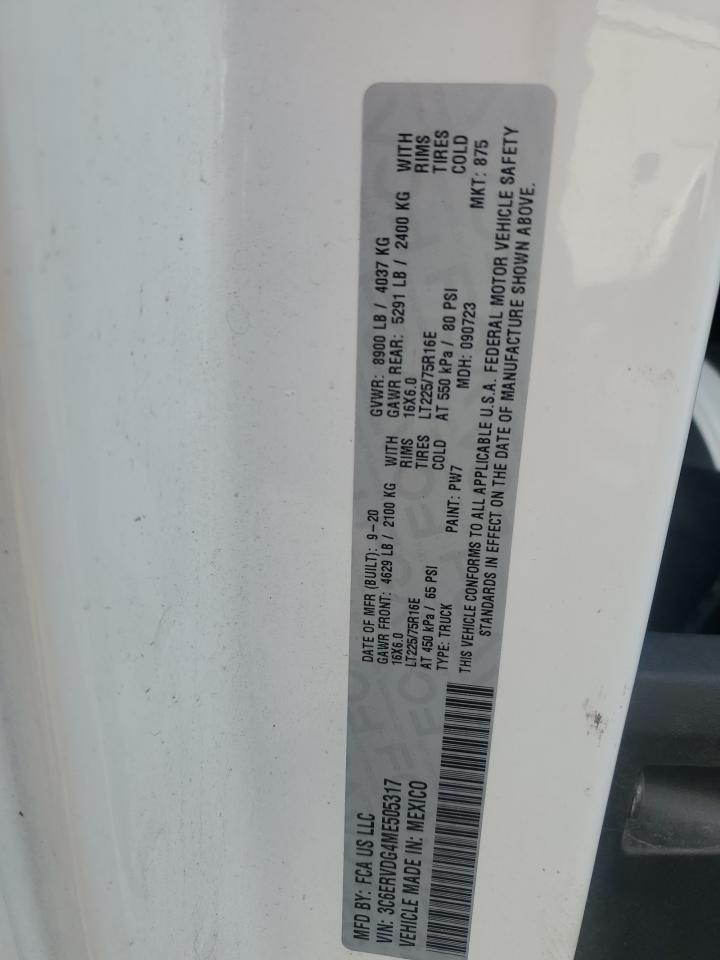 MFD BY: FCA US LLC
DATE OF MFR (BUILT): 9-20
GVWR: 8900 LB / 4037 KG
GAWR FRONT: 4629 LB / 2100 KG WITH
GAWR REAR: 5291 LB / 2400 KG WITH
16X6.0 RIMS
16X6.0 RIMS
LT225/75R16E TIRES
LT225/75R16E TIRES
AT 450 kPa / 65 PSI COLD
AT 550 kPa / 80 PSI COLD
VIN: 3C6ERVDG4ME505317
TYPE: TRUCK
PAINT: PW7
MDH: 090723
MKT: 875
VEHICLE MADE IN: MEXICO
THIS VEHICLE CONFORMS TO ALL APPLICABLE U.S.A. FEDERAL MOTOR VEHICLE SAFETY
STANDARDS IN EFFECT ON THE DATE OF MANUFACTURE SHOWN ABOVE.